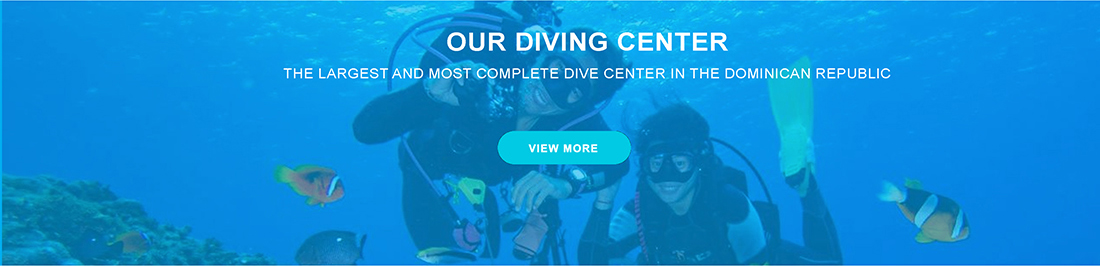 OUR DIVING CENTER
THE LARGEST AND MOST COMPLETE DIVE CENTER IN THE DOMINICAN REPUBLIC
VIEW MORE